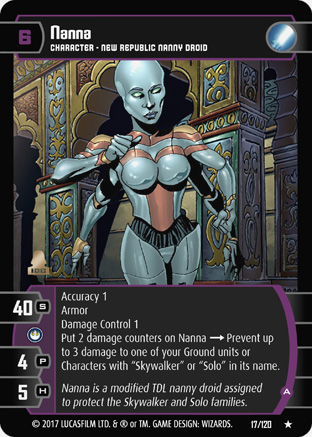 6
Nanna
CHARACTER - NEW REPUBLIC NANNY DROID
40 S
4 P
5 H
Accuracy 1
Armor
Damage Control 1
Put 2 damage counters on Nanna → Prevent up
to 3 damage to one of your Ground units or
Characters with “Skywalker” or “Solo” in its name.
Nanna is a modified TDL nanny droid assigned
to protect the Skywalker and Solo families.
A
© 2017 LUCASFILM LTD. & ® or TM. GAME DESIGN: WIZARDS.
17/120